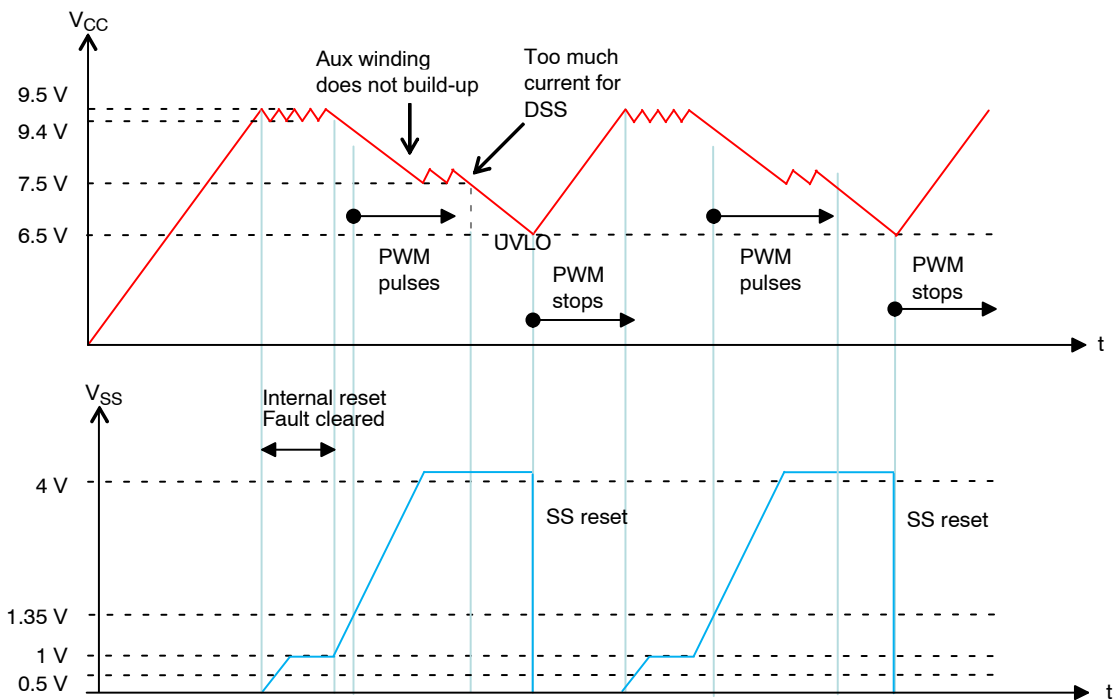 V_CC
9.5 V
9.4 V
7.5 V
6.5 V
Aux winding
does not build-up
Too much
current for
DSS
PWM
pulses
UVLO
PWM
stops
PWM
pulses
PWM
stops
t
V_SS
Internal reset
Fault cleared
4 V
SS reset
SS reset
1.35 V
1 V
0.5 V
t